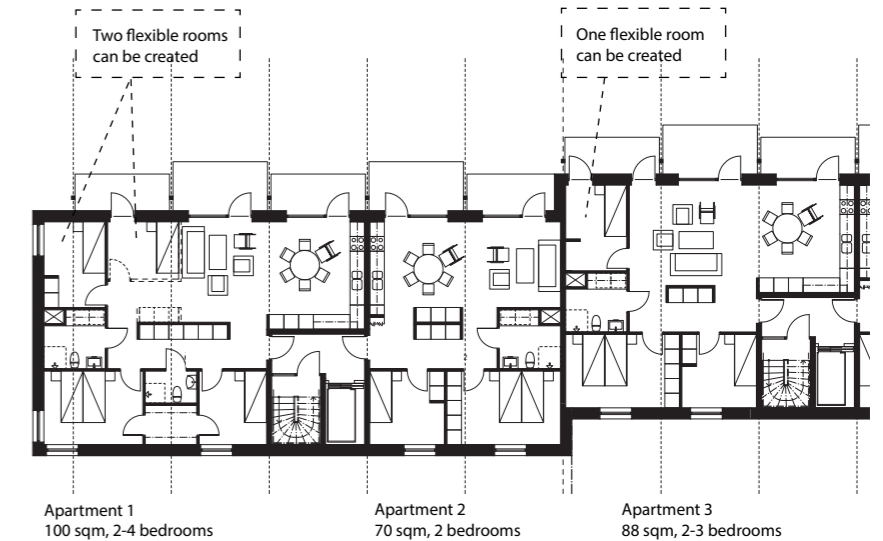 Two flexible rooms
can be created
One flexible room
can be created
Apartment 1
100 sqm, 2-4 bedrooms
Apartment 2
70 sqm, 2 bedrooms
Apartment 3
88 sqm, 2-3 bedrooms